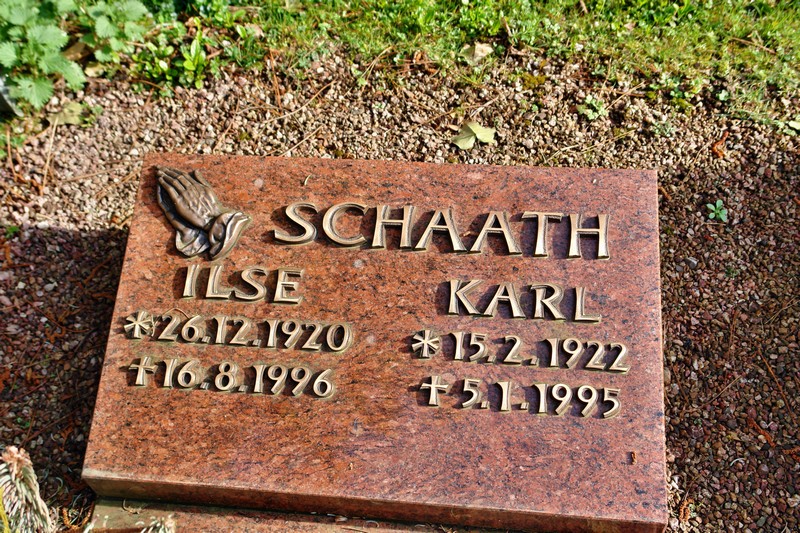 SCHAATH
ILSE KARL
*26.12.1920 *15.2.1922
†16.8.1996 †5.1.1995